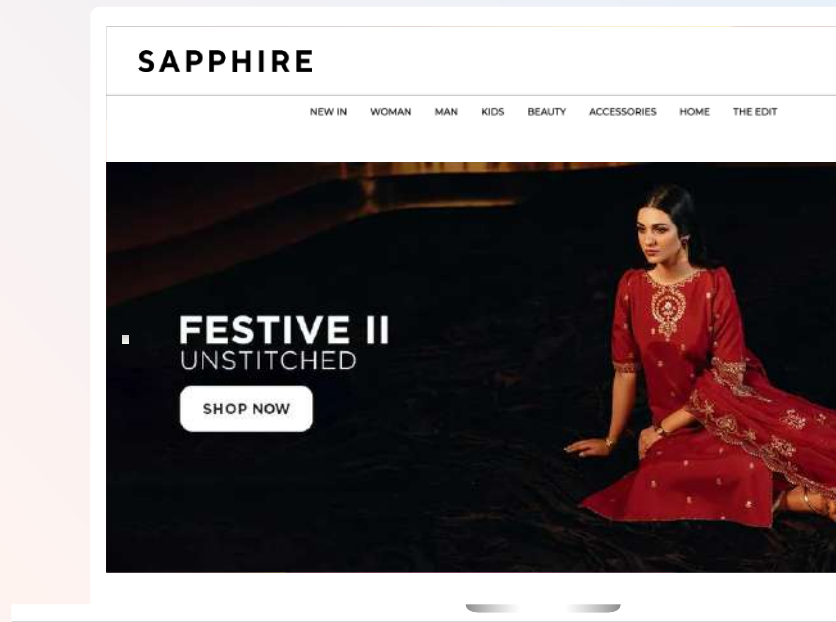 SAPPHIRE
NEW IN WOMAN MAN KIDS BEAUTY ACCESSORIES HOME THE EDIT
FESTIVE II
UNSTITCHED
SHOP NOW